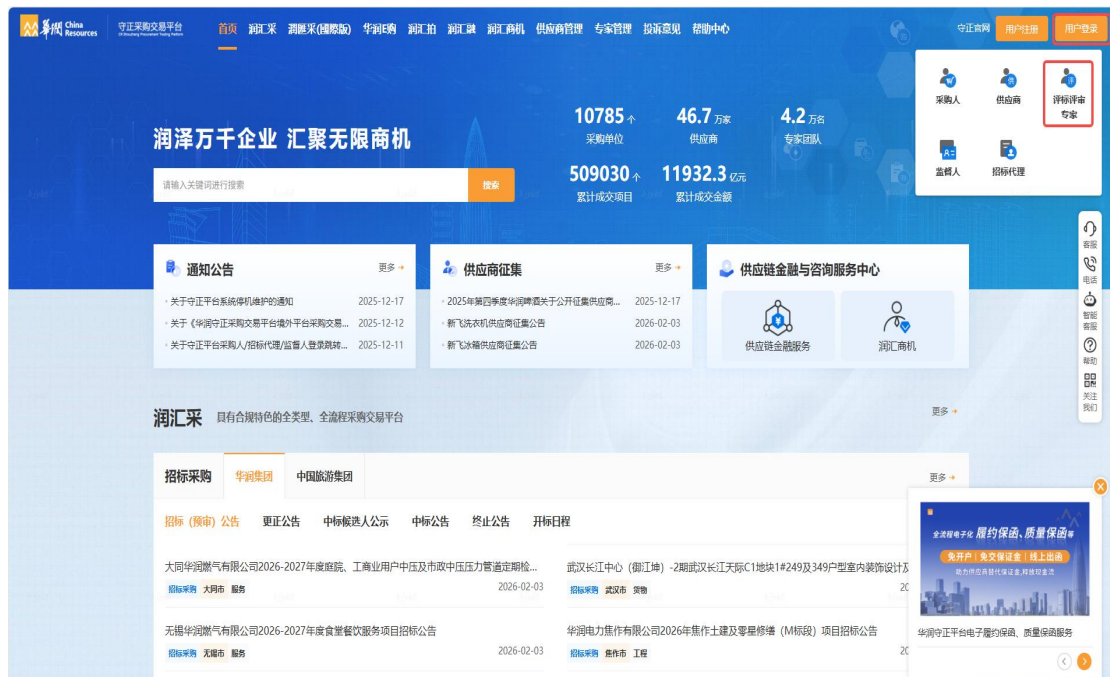 華潤 China Resources
守正采购交易平台
CR Shouzheng Procurement Trading Platform
首页 润汇采 潤匯采(國際版) 华润E购 润汇拍 润汇融 润汇商机 供应商管理 专家管理 投诉意见 帮助中心
守正官网 用户注册 用户登录
采购人 供应商 评标评审专家
监督人 招标代理
润泽万千企业 汇聚无限商机
请输入关键词进行搜索 搜索
10785 个 46.7 万家 4.2 万名
采购单位 供应商 专家团队
509030 个 11932.3 亿元
累计成交项目 累计成交金额
客服
电话
智能客服
帮助
关注我们
通知公告 更多
关于守正平台系统停机维护的通知 2025-12-17
关于《华润守正采购交易平台境外平台采购交易... 2025-12-12
关于守正平台采购人/招标代理/监督人登录跳转... 2025-12-11
供应商征集 更多
2025年第四季度华润啤酒关于公开征集供应商... 2025-12-17
新飞洗衣机供应商征集公告 2026-02-03
新飞冰箱供应商征集公告 2026-02-03
供应链金融与咨询服务中心
供应链金融服务 润汇商机
润汇采 具有合规特色的全类型、全流程采购交易平台 更多
招标采购 华润集团 中国旅游集团 更多
招标（预审）公告 更正公告 中标候选人公示 中标公告 终止公告 开标日程
大同华润燃气有限公司2026-2027年度庭院、工商业用户中压及市政中压压力管道定期检...
招标采购 大同市 服务 2026-02-03
武汉长江中心（御江坤）-2期武汉长江天际C1地块1#249及349户型室内装饰设计及
招标采购 武汉市 货物 20
无锡华润燃气有限公司2026-2027年度食堂餐饮服务项目招标公告
招标采购 无锡市 服务 2026-02-03
华润电力焦作有限公司2026年焦作土建及零星修缮（M标段）项目招标公告
招标采购 焦作市 工程 20
全流程电子化 履约保函、质量保函等
免开户 | 免交保证金 | 线上出函
助力供应商替代保证金,释放现金流
华润守正平台电子履约保函、质量保函服务